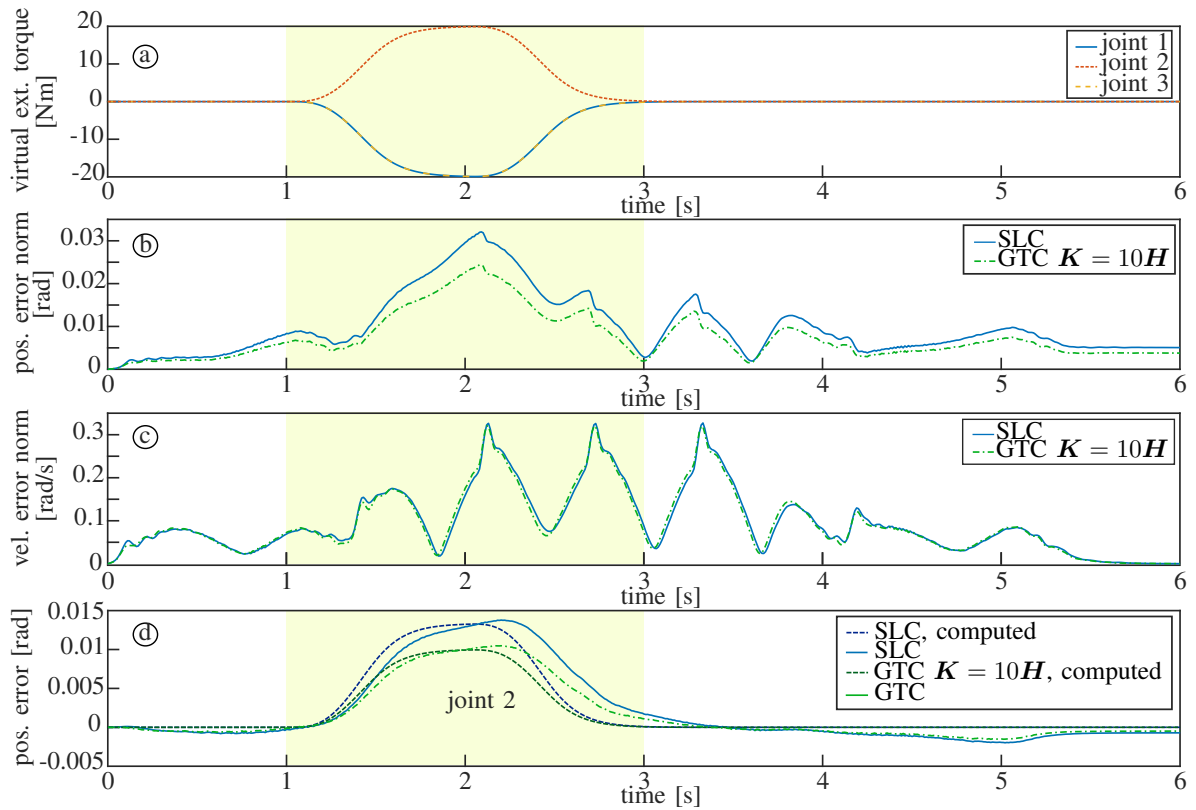 virtual ext. torque
[Nm]
20
10
0
-10
-20
a
joint 1
joint 2
joint 3
0 1 2 3 4 5 6
time [s]
pos. error norm
[rad]
0.03
0.02
0.01
0
b
SLC
GTC K = 10H
0 1 2 3 4 5 6
time [s]
vel. error norm
[rad/s]
0.3
0.2
0.1
0
c
SLC
GTC K = 10H
0 1 2 3 4 5 6
time [s]
pos. error [rad]
0.015
0.01
0.005
0
-0.005
d
joint 2
SLC, computed
SLC
GTC K = 10H, computed
GTC
0 1 2 3 4 5 6
time [s]